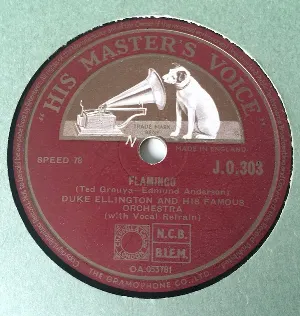 "HIS MASTER'S VOICE"
TRADE MARK
MADE IN ENGLAND
SPEED 78
J.O.303
FLAMINGO
(Ted Grouya—Edmund Anderson)
DUKE ELLINGTON AND HIS FAMOUS
ORCHESTRA
(with Vocal Refrain)
N.C.B.
B.I.E.M.
OA.053781
THE GRAMOPHONE CO., LTD.